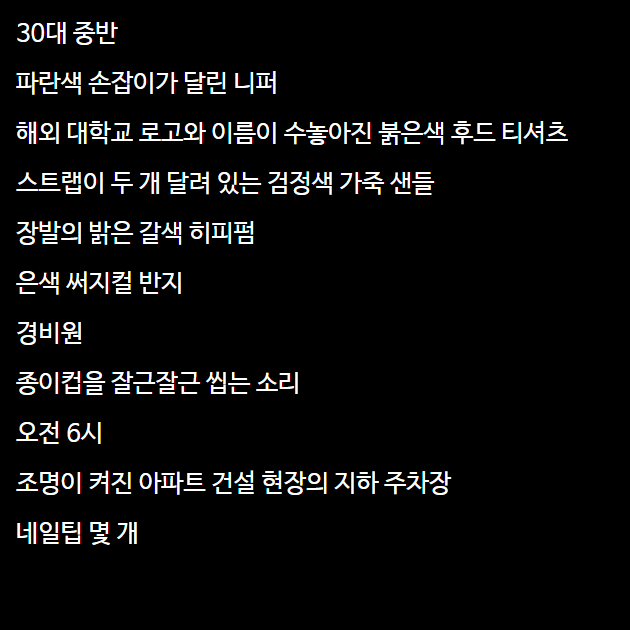 30대 중반
파란색 손잡이가 달린 니퍼
해외 대학교 로고와 이름이 수놓아진 붉은색 후드 티셔츠
스트랩이 두 개 달려 있는 검정색 가죽 샌들
장발의 밝은 갈색 히피펌
은색 써지컬 반지
경비원
종이컵을 잘근잘근 씹는 소리
오전 6시
조명이 켜진 아파트 건설 현장의 지하 주차장
네일팁 몇 개